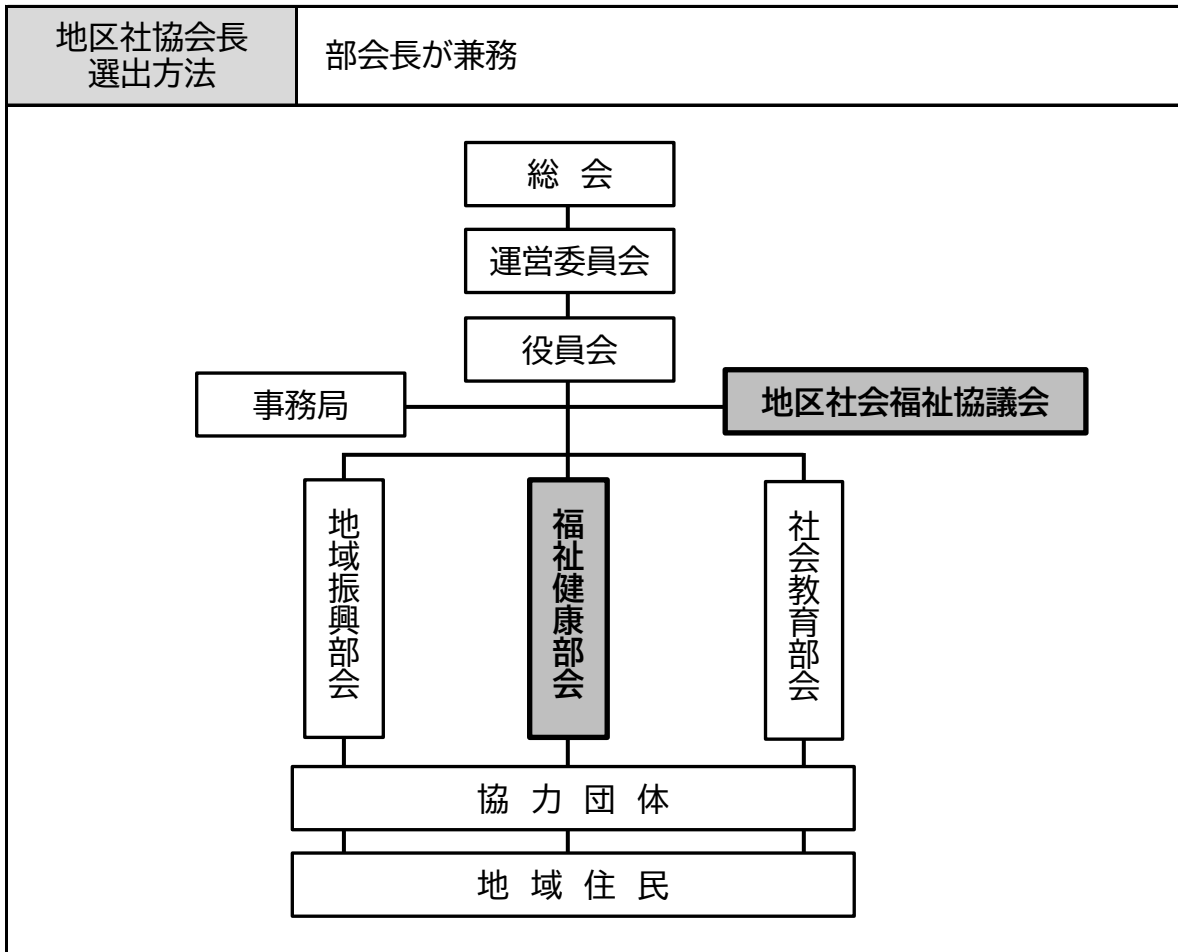 地区社協会長
選出方法
部会長が兼務
総 会
運営委員会
役員会
事務局
地区社会福祉協議会
地域振興部会
福祉健康部会
社会教育部会
協 力 団 体
地 域 住 民